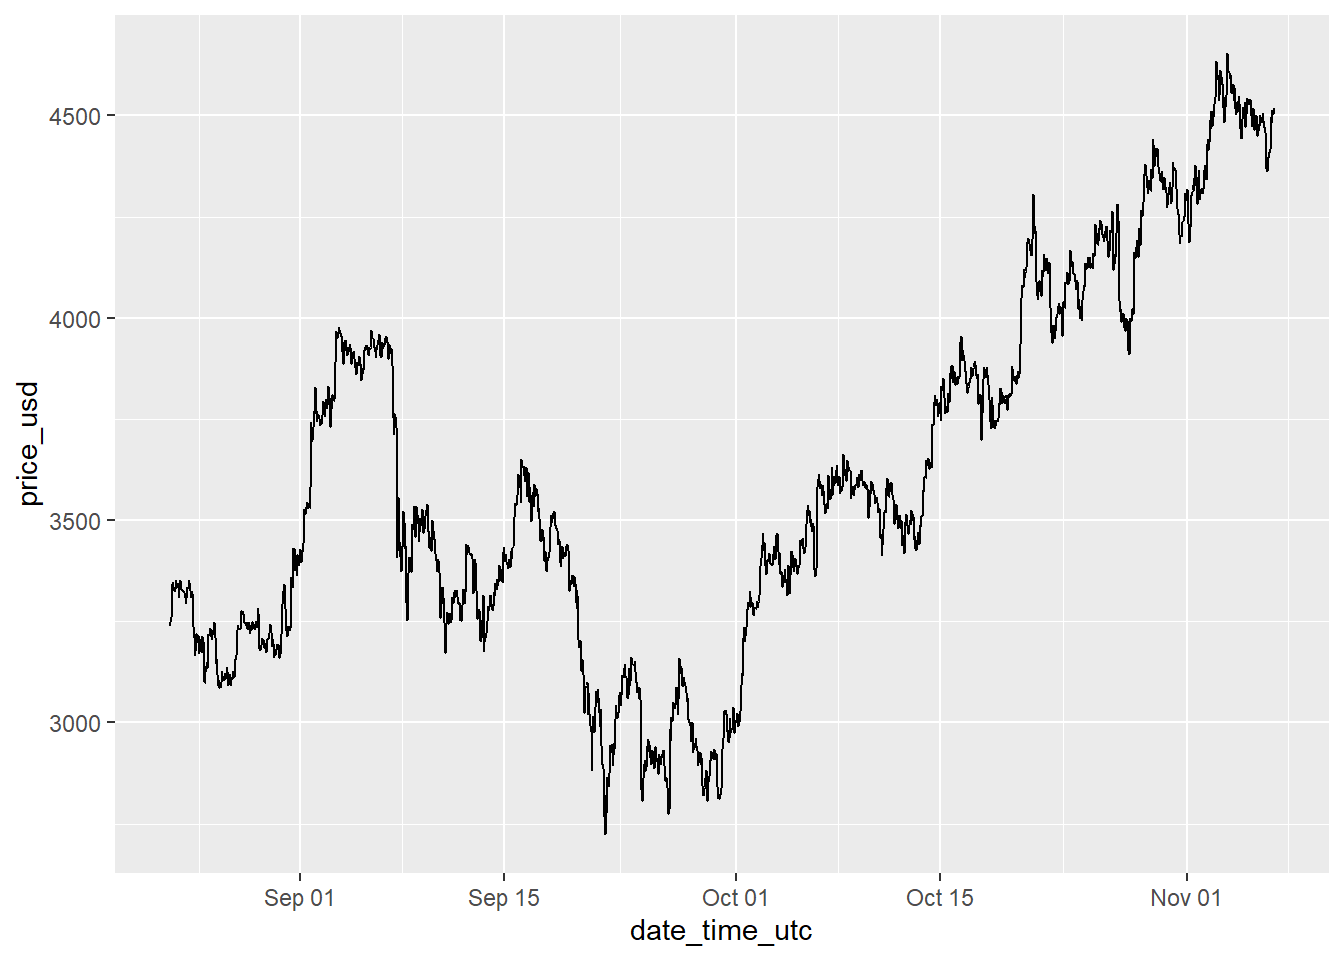 4500
4000
3500
3000
price_usd
Sep 01
Sep 15
Oct 01
Oct 15
Nov 01
date_time_utc